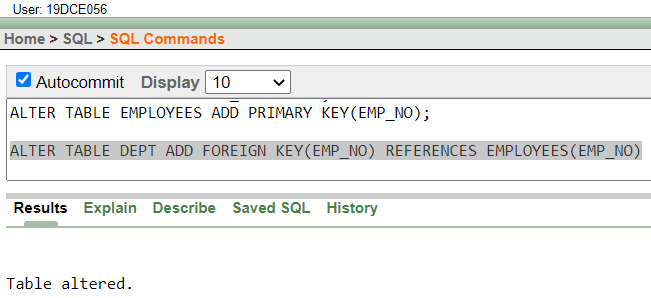 User: 19DCE056
Home > SQL > SQL Commands
Autocommit Display 10
ALTER TABLE EMPLOYEES ADD PRIMARY KEY(EMP_NO);
ALTER TABLE DEPT ADD FOREIGN KEY(EMP_NO) REFERENCES EMPLOYEES(EMP_NO)
Results Explain Describe Saved SQL History
Table altered.